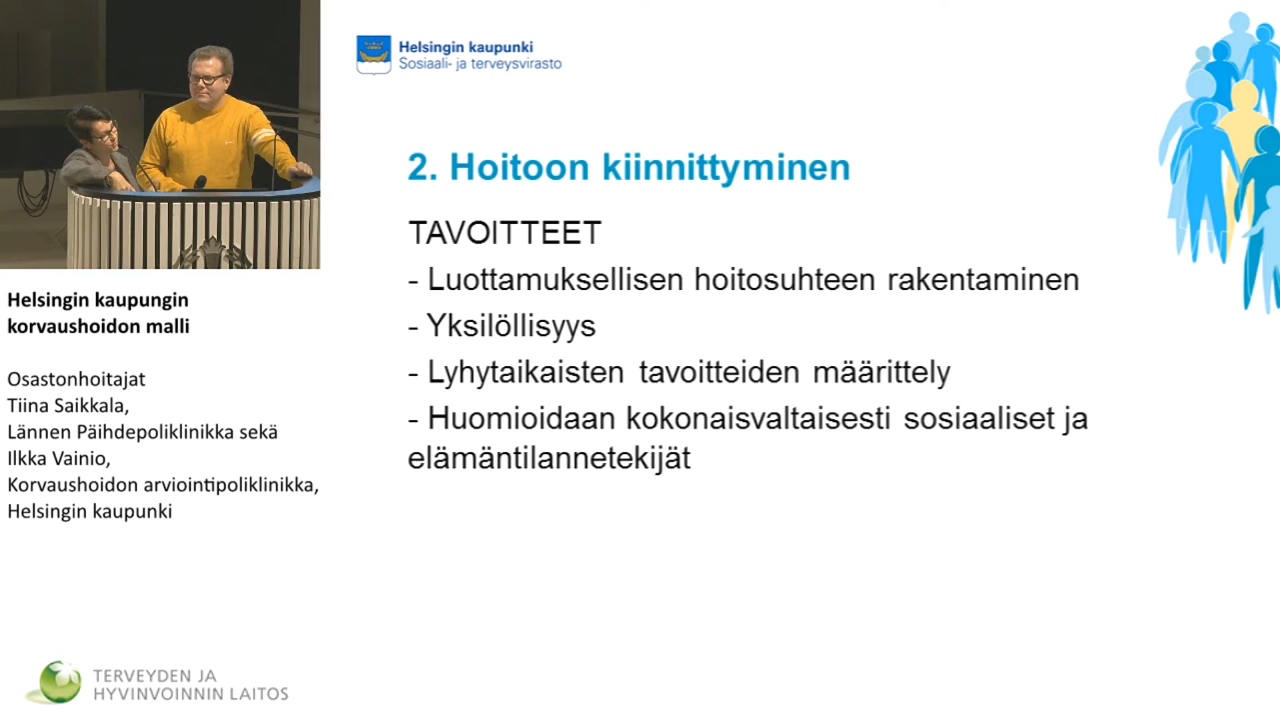 Helsingin kaupunki
Sosiaali- ja terveysvirasto
2. Hoitoon kiinnittyminen
TAVOITTEET
- Luottamuksellisen hoitosuhteen rakentaminen
- Yksilöllisyys
- Lyhytaikaisten tavoitteiden määrittely
- Huomioidaan kokonaisvaltaisesti sosiaaliset ja
elämäntilannetekijät
Helsingin kaupungin
korvaushoidon malli
Osastonhoitajat
Tiina Saikkala,
Lännen Päihdepoliklinikka sekä
Ilkka Vainio,
Korvaushoidon arviointipoliklinikka,
Helsingin kaupunki
TERVEYDEN JA
HYVINVOINNIN LAITOS